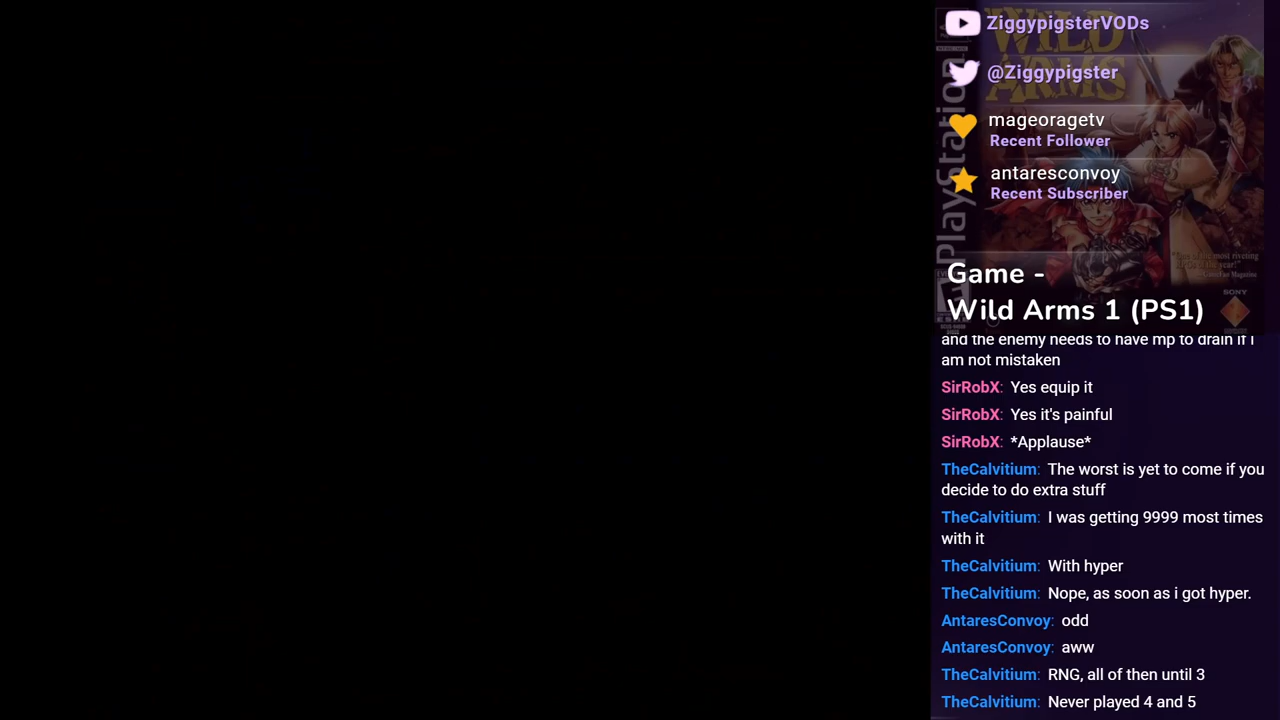 ZiggypigsterVODs
@Ziggypigster
mageoragetv
Recent Follower
antaresconvoy
Recent Subscriber
WILD
ARMS
PlayStation
SONY
Game -
Wild Arms 1 (PS1)
and the enemy needs to have mp to drain if i
am not mistaken
SirRobX: Yes equip it
SirRobX: Yes it's painful
SirRobX: *Applause*
TheCalvitium: The worst is yet to come if you
decide to do extra stuff
TheCalvitium: I was getting 9999 most times
with it
TheCalvitium: With hyper
TheCalvitium: Nope, as soon as i got hyper.
AntaresConvoy: odd
AntaresConvoy: aww
TheCalvitium: RNG, all of then until 3
TheCalvitium: Never played 4 and 5